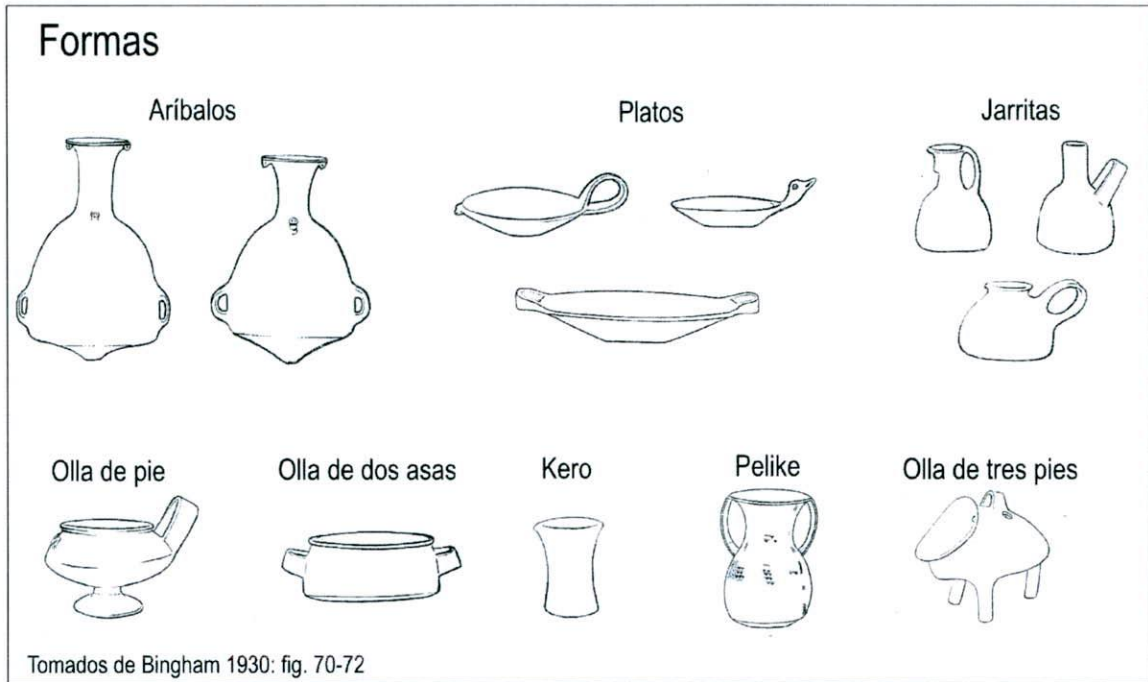 Formas
Aríbalos
Platos
Jarritas
Olla de pie
Olla de dos asas
Kero
Pelike
Olla de tres pies
Tomados de Bingham 1930: fig. 70-72